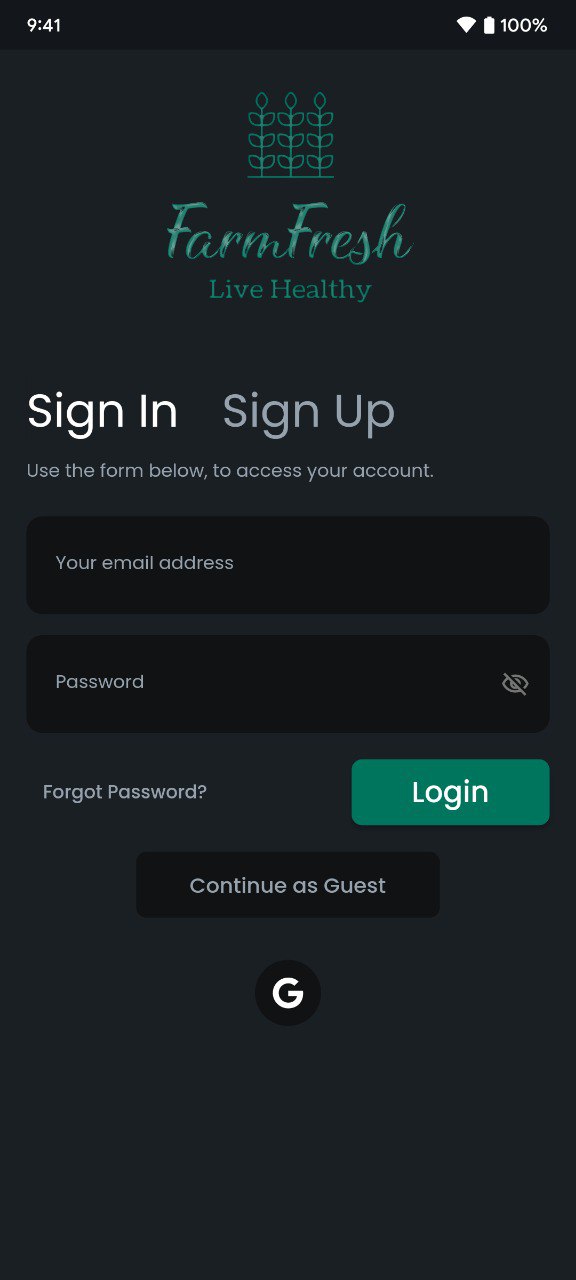 9:41 100%
FarmFresh
Live Healthy
Sign In Sign Up
Use the form below, to access your account.
Your email address
Password
Forgot Password? Login
Continue as Guest
G